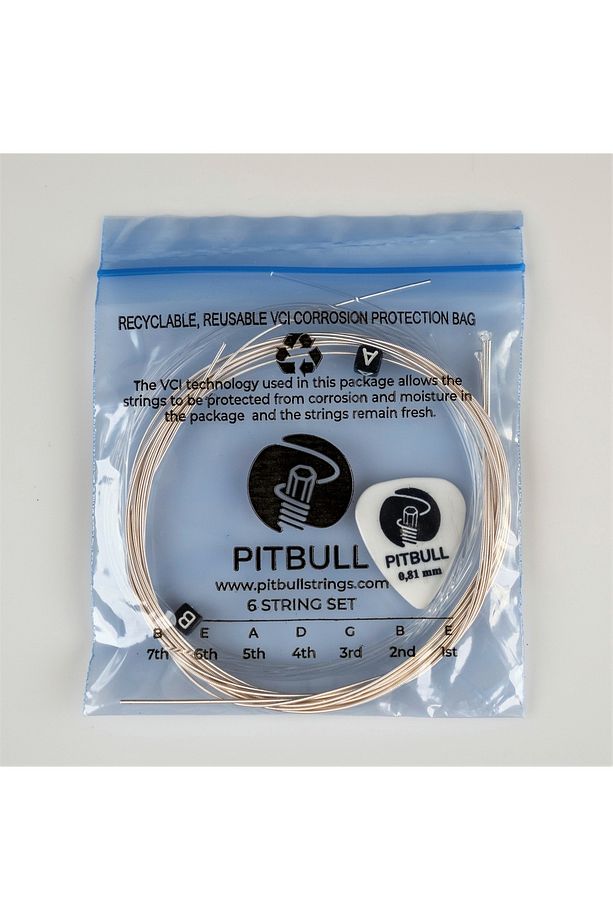 RECYCLABLE, REUSABLE VCI CORROSION PROTECTION BAG
A
The VCI technology used in this package allows the
strings to be protected from corrosion and moisture in
the package and the strings remain fresh.
PITBULL
www.pitbullstrings.com
6 STRING SET
PITBULL
0,81 mm
B
B E A D G B E
7th 6th 5th 4th 3rd 2nd 1st